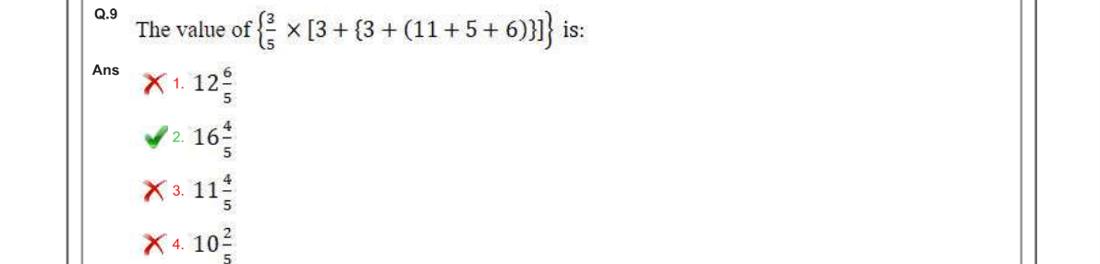 Q.9 The value of {3/5 × [3 + {3 + (11 + 5 + 6)}]} is:
Ans
1. 12 6/5
2. 16 4/5
3. 11 4/5
4. 10 2/5